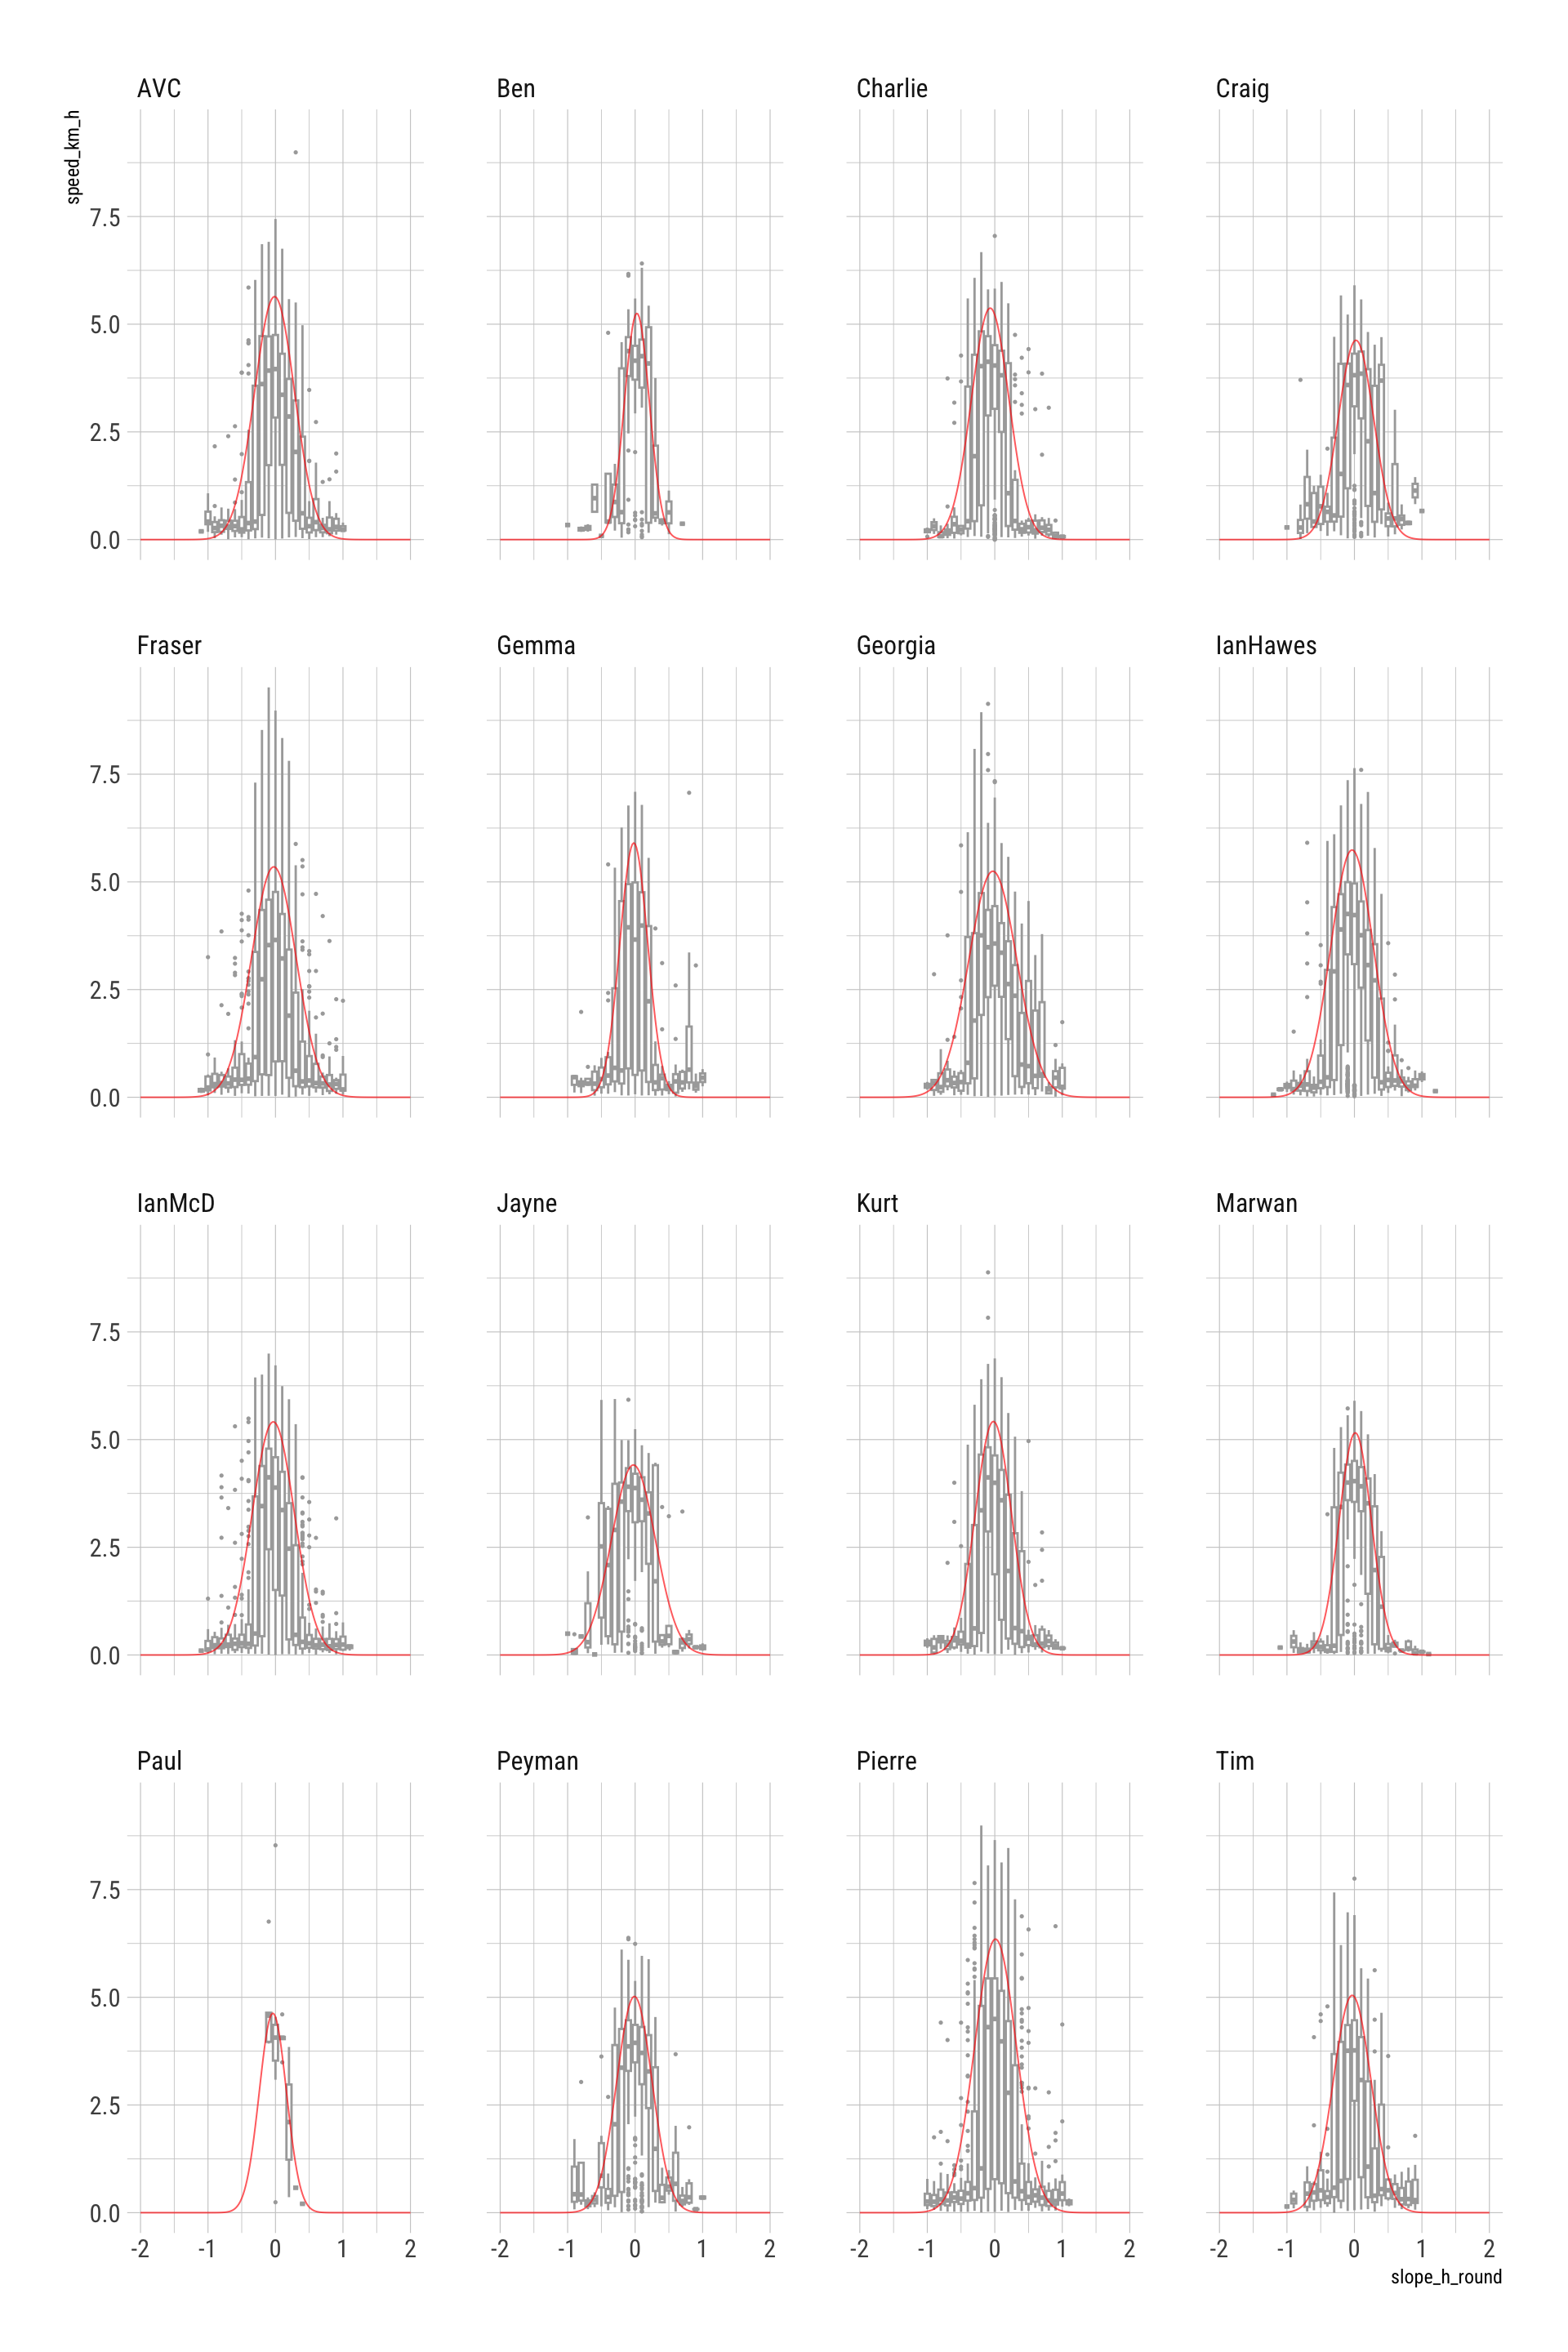 AVC Ben Charlie Craig
speed_km_h
7.5
5.0
2.5
0.0
Fraser Gemma Georgia IanHawes
7.5
5.0
2.5
0.0
IanMcD Jayne Kurt Marwan
7.5
5.0
2.5
0.0
Paul Peyman Pierre Tim
7.5
5.0
2.5
0.0
-2 -1 0 1 2 -2 -1 0 1 2 -2 -1 0 1 2 -2 -1 0 1 2
slope_h_round